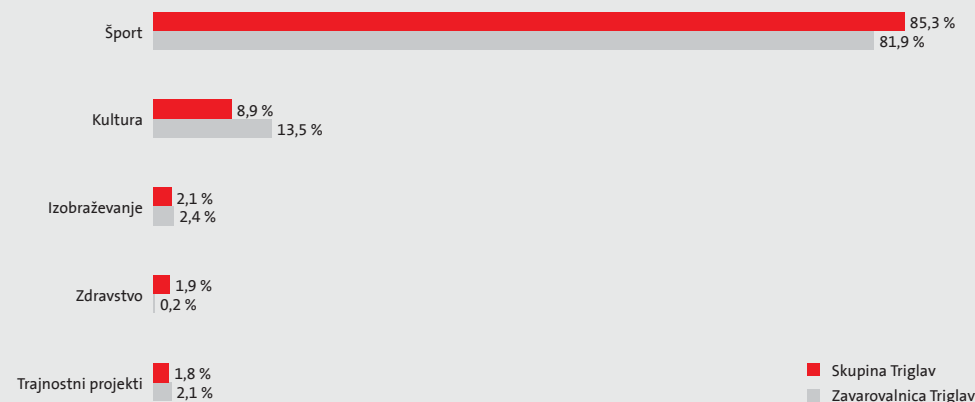 Šport
85,3 %
81,9 %
Kultura
8,9 %
13,5 %
Izobraževanje
2,1 %
2,4 %
Zdravstvo
1,9 %
0,2 %
Trajnostni projekti
1,8 %
2,1 %
Skupina Triglav
Zavarovalnica Triglav